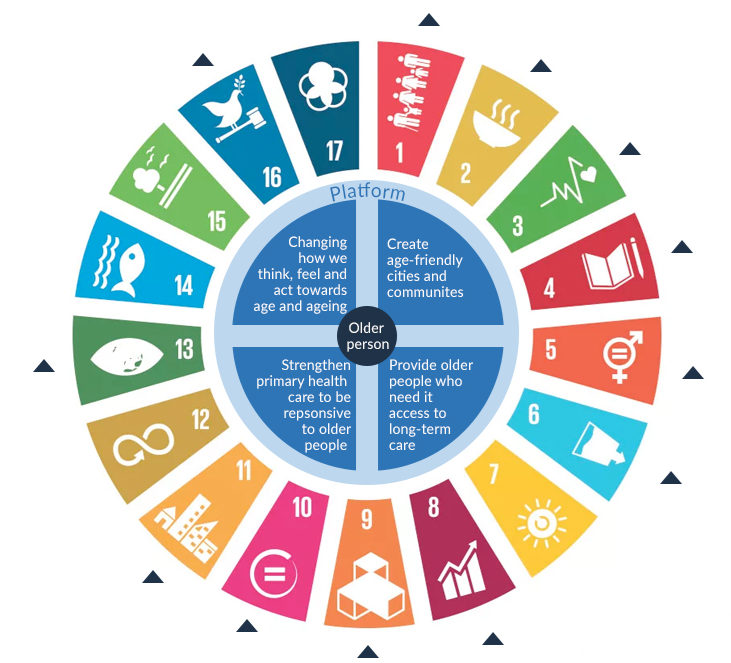 1
2
3
4
5
6
7
8
9
10
11
12
13
14
15
16
17
Platform
Changing
how we
think, feel and
act towards
age and ageing
Create
age-friendly
cities and
communites
Older
person
Strengthen
primary health
care to be
repsonsive
to older
people
Provide older
people who
need it
access to
long-term
care